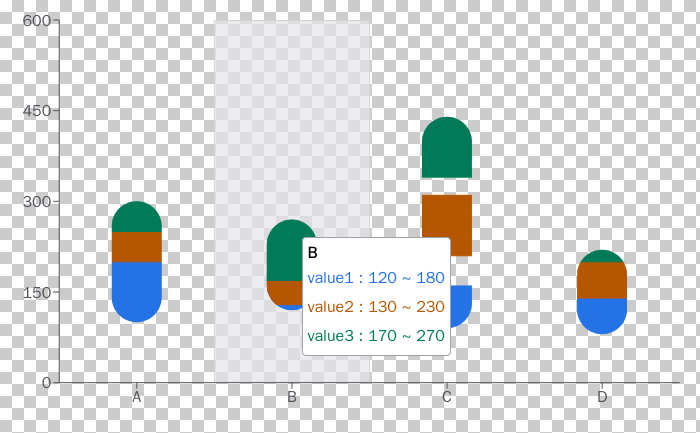 600
450
300
150
0
A
B
C
D
B
value1 : 120 ~ 180
value2 : 130 ~ 230
value3 : 170 ~ 270